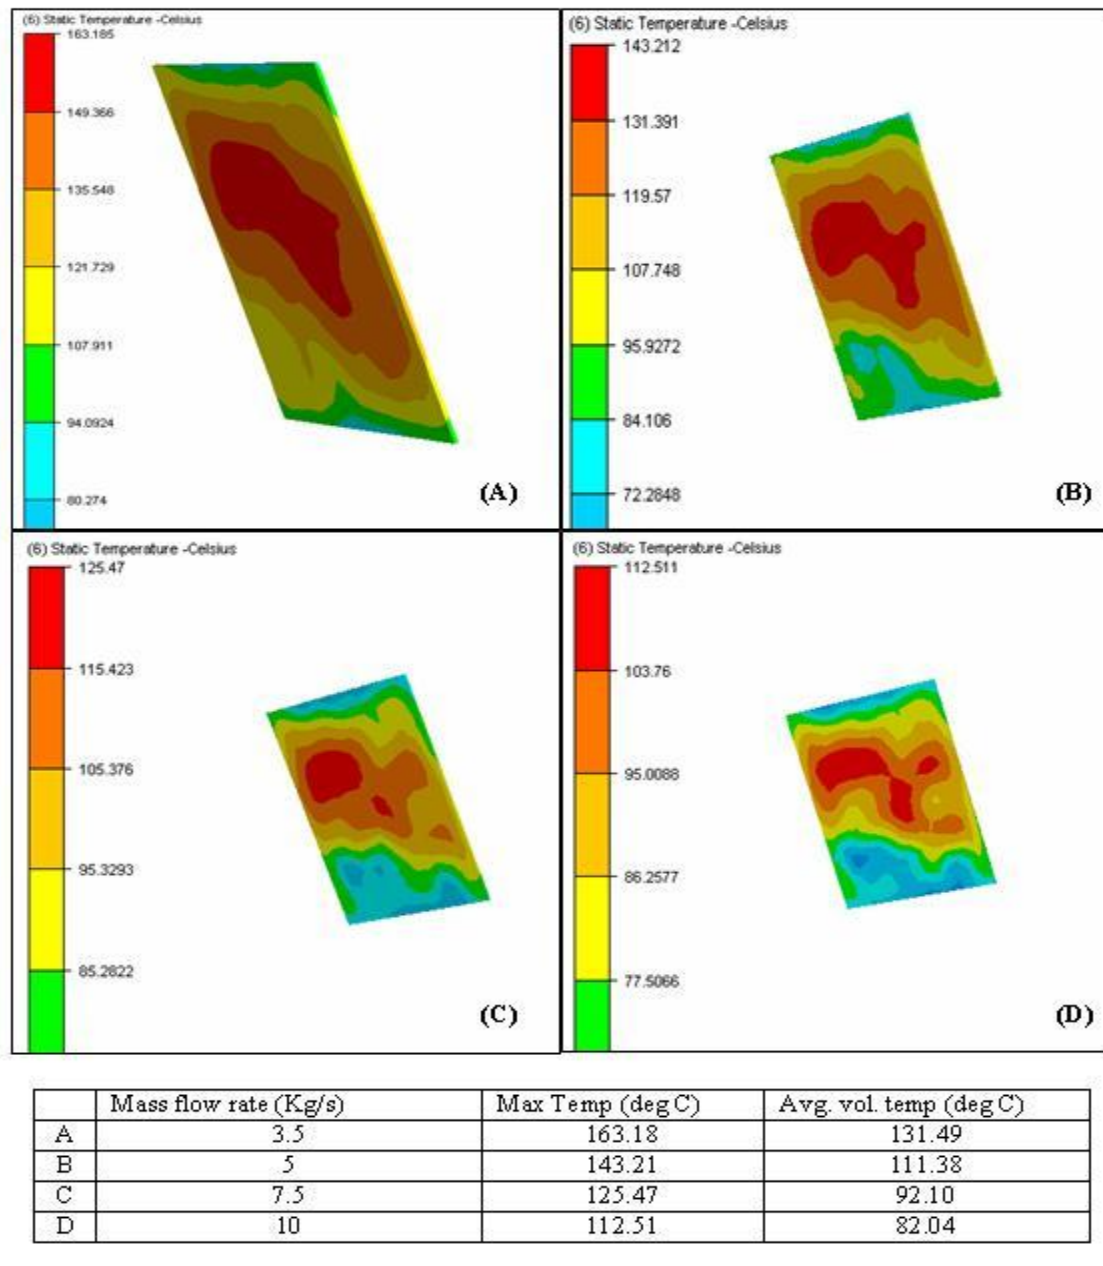 (6) Static Temperature -Celsius
163.185
149.366
135.548
121.729
107.911
94.0924
80.274
(A)
(6) Static Temperature -Celsius
143.212
131.391
119.57
107.748
95.9272
84.106
72.2848
(B)
(6) Static Temperature -Celsius
125.47
115.423
105.376
95.3293
85.2822
(C)
(6) Static Temperature -Celsius
112.511
103.76
95.0088
86.2577
77.5066
(D)
Mass flow rate (Kg/s) Max Temp (deg C) Avg. vol. temp (deg C)
A 3.5 163.18 131.49
B 5 143.21 111.38
C 7.5 125.47 92.10
D 10 112.51 82.04